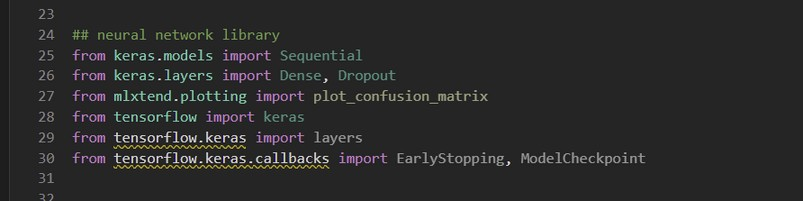 23
24 ## neural network library
25 from keras.models import Sequential
26 from keras.layers import Dense, Dropout
27 from mlxtend.plotting import plot_confusion_matrix
28 from tensorflow import keras
29 from tensorflow.keras import layers
30 from tensorflow.keras.callbacks import EarlyStopping, ModelCheckpoint
31
32